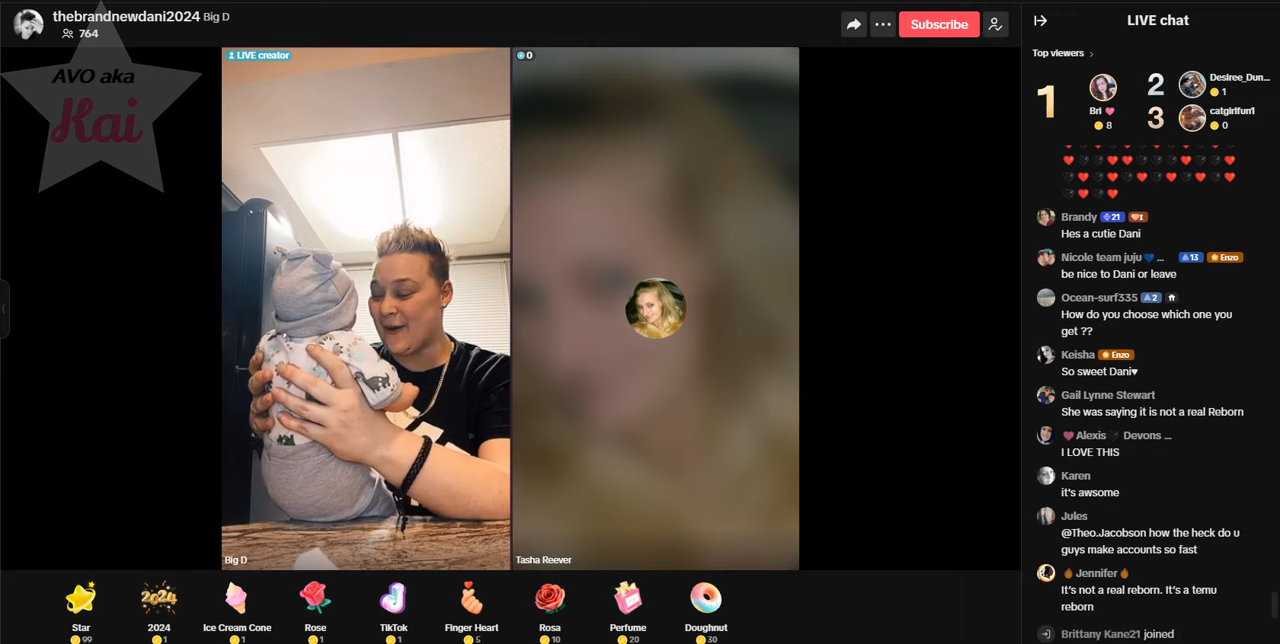 thebrandnewdani2024 Big D
764
Subscribe
AVO aka
Kai
LIVE creator
0
Big D
Tasha Reever
Star
99
2024
2024
1
Ice Cream Cone
1
Rose
1
TikTok
1
Finger Heart
5
Rosa
10
Perfume
20
Doughnut
30
LIVE chat
Top viewers
1
Bri
8
2
Desiree_Dun...
1
3
catgirlfun1
0
Brandy 21 I
Hes a cutie Dani
Nicole team juju ... 13 Enzo
be nice to Dani or leave
Ocean-surf335 2
How do you choose which one you
get ??
Keisha Enzo
So sweet Dani♥
Gail Lynne Stewart
She was saying it is not a real Reborn
Alexis Devons ...
I LOVE THIS
Karen
it's awsome
Jules
@Theo.Jacobson how the heck do u
guys make accounts so fast
Jennifer
It's not a real reborn. It's a temu
reborn
Brittany Kane21 joined